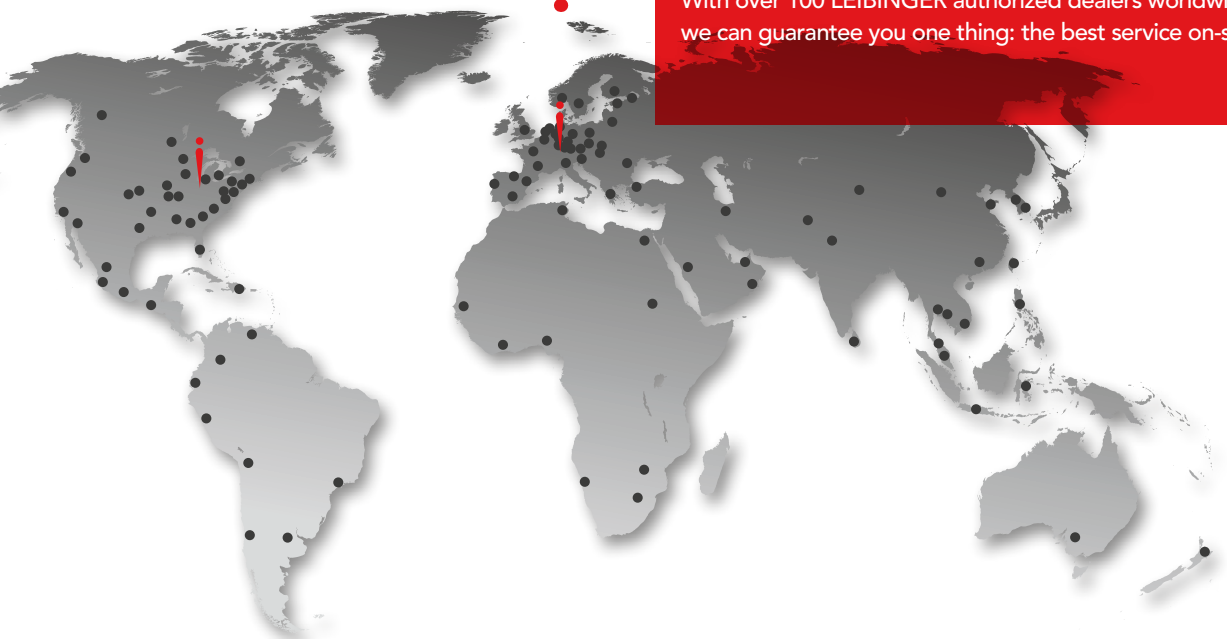 With over 100 LEIBINGER authorized dealers
we can guarantee you one thing: the best service